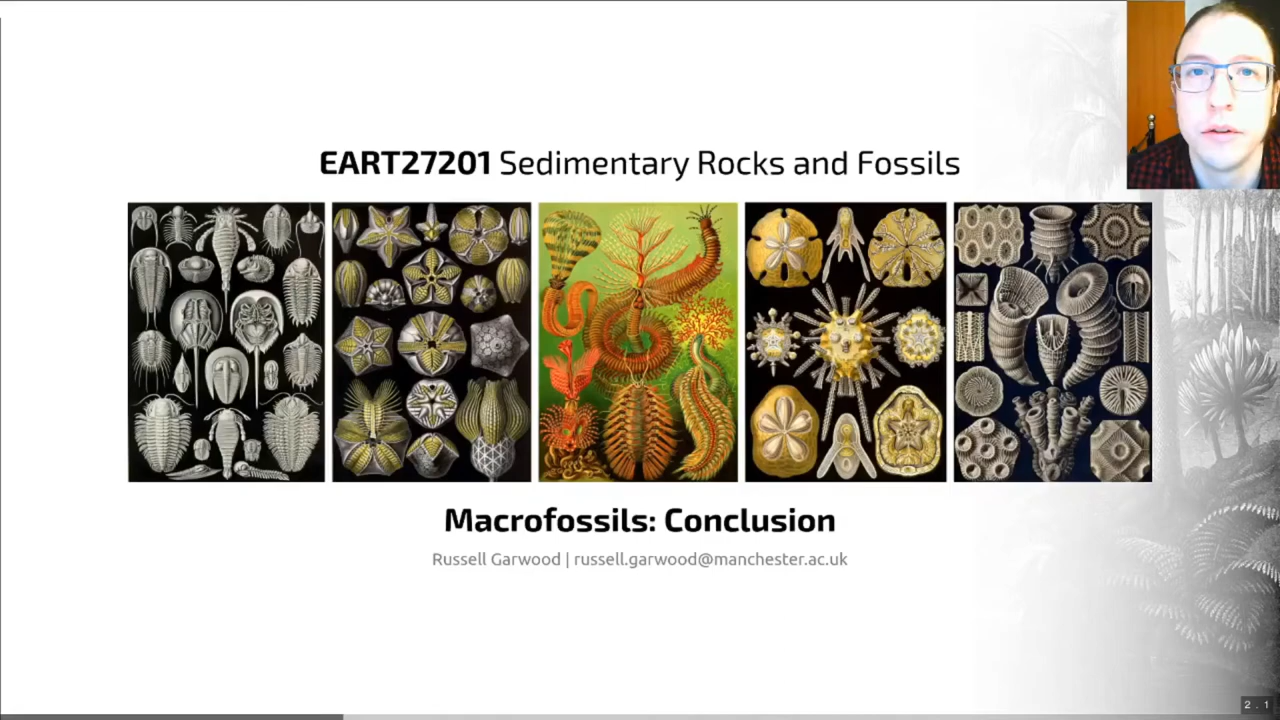 EART27201 Sedimentary Rocks and Fossils
Macrofossils: Conclusion
Russell Garwood | russell.garwood@manchester.ac.uk
2 . 1